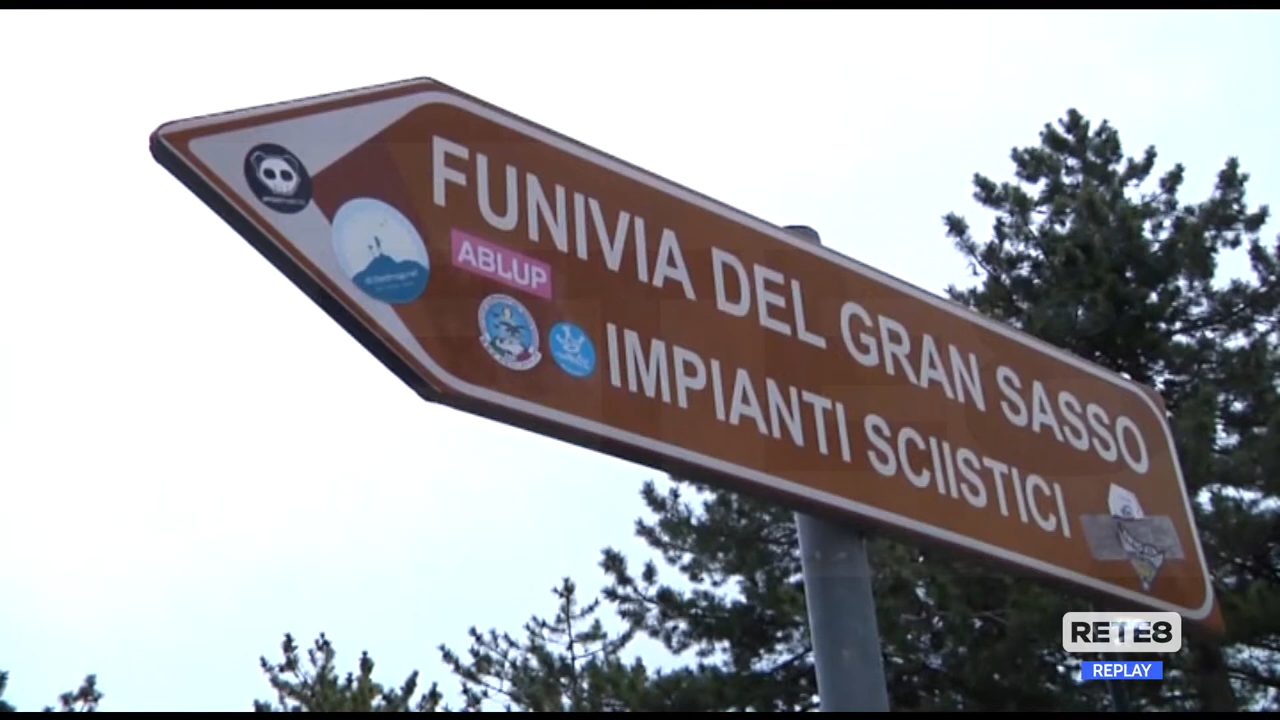 FUNIVIA DEL GRAN SASSO
ABLUP
IMPIANTI SCIISTICI
RETE8
REPLAY